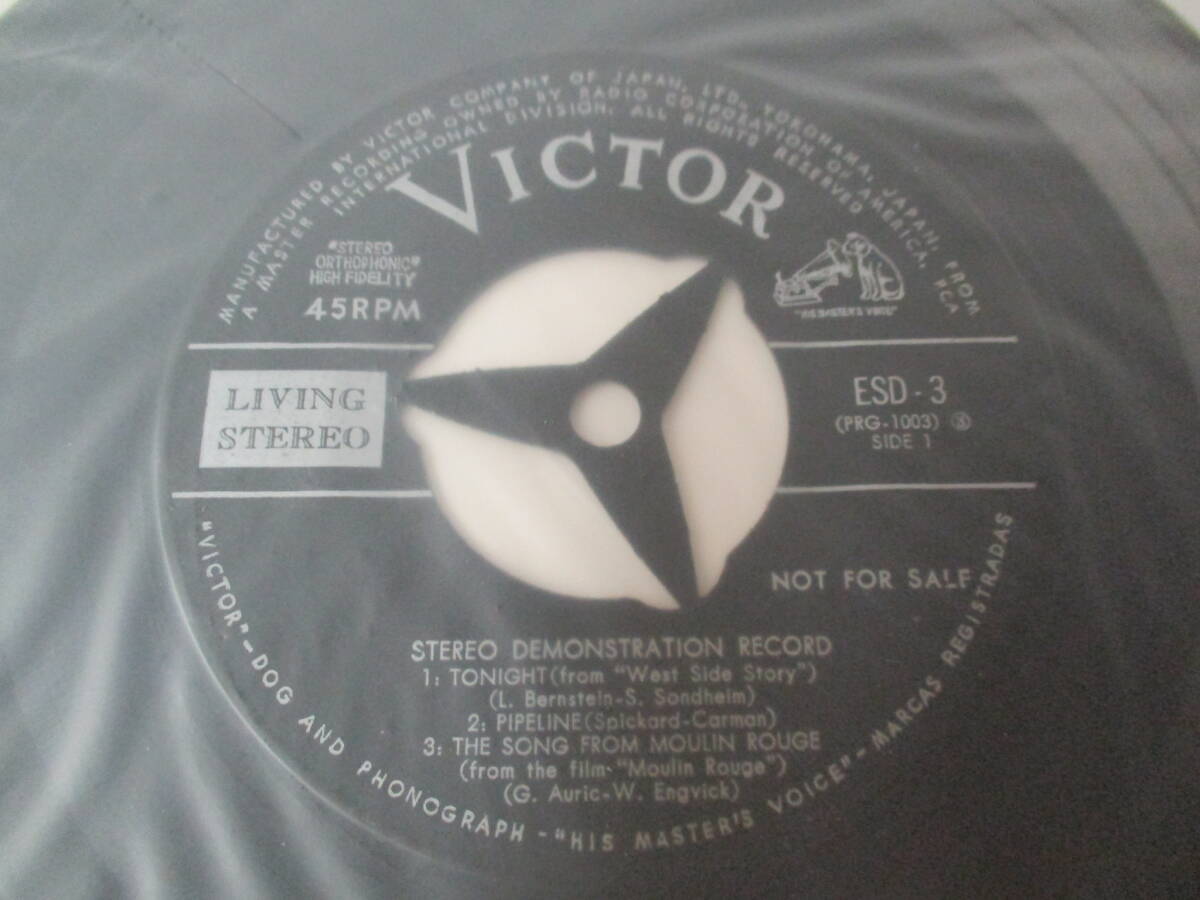 MANUFACTURED BY VICTOR COMPANY OF JAPAN, LTD., YOKOHAMA, JAPAN, FROM
A MASTER RECORDING OWNED BY RADIO CORPORATION OF AMERICA, RCA
INTERNATIONAL DIVISION. ALL RIGHTS RESERVED
VICTOR
"STEREO
ORTHOPHONIC"
HIGH FIDELITY
45RPM
"HIS MASTER'S VOICE"
LIVING
STEREO
ESD-3
(PRG-1003) ③
SIDE 1
NOT FOR SALE
STEREO DEMONSTRATION RECORD
1: TONIGHT (from "West Side Story")
(L. Bernstein-S. Sondheim)
2: PIPELINE (Spickard-Carman)
3: THE SONG FROM MOULIN ROUGE
(from the film "Moulin Rouge")
(G. Auric-W. Engvick)
"VICTOR"-DOG AND PHONOGRAPH-"HIS MASTER'S VOICE"-MARCAS REGISTRADAS